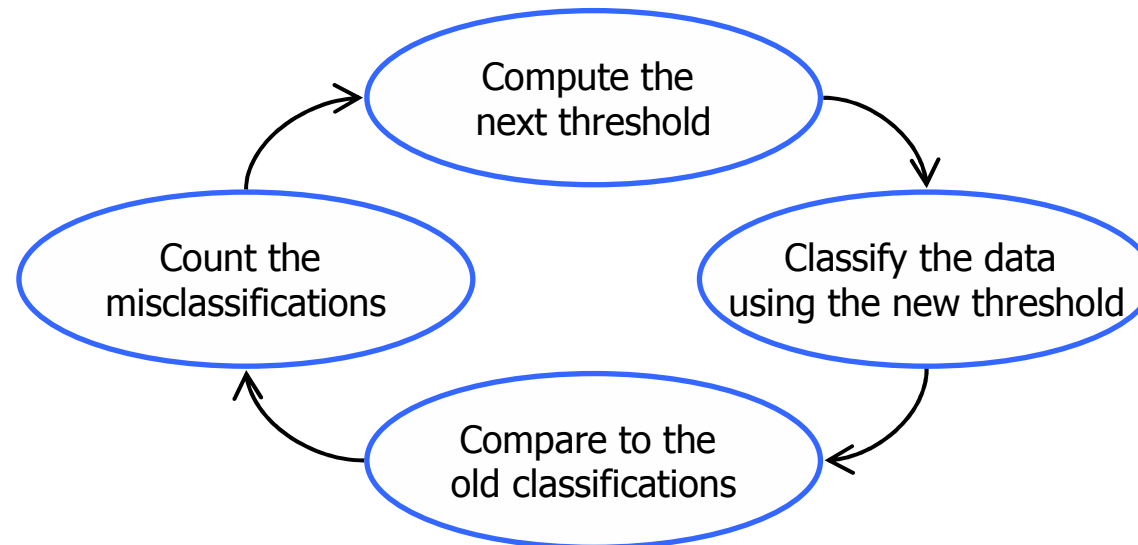 Compute the
next threshold
Classify the data
using the new threshold
Compare to the
old classifications
Count the
misclassifications